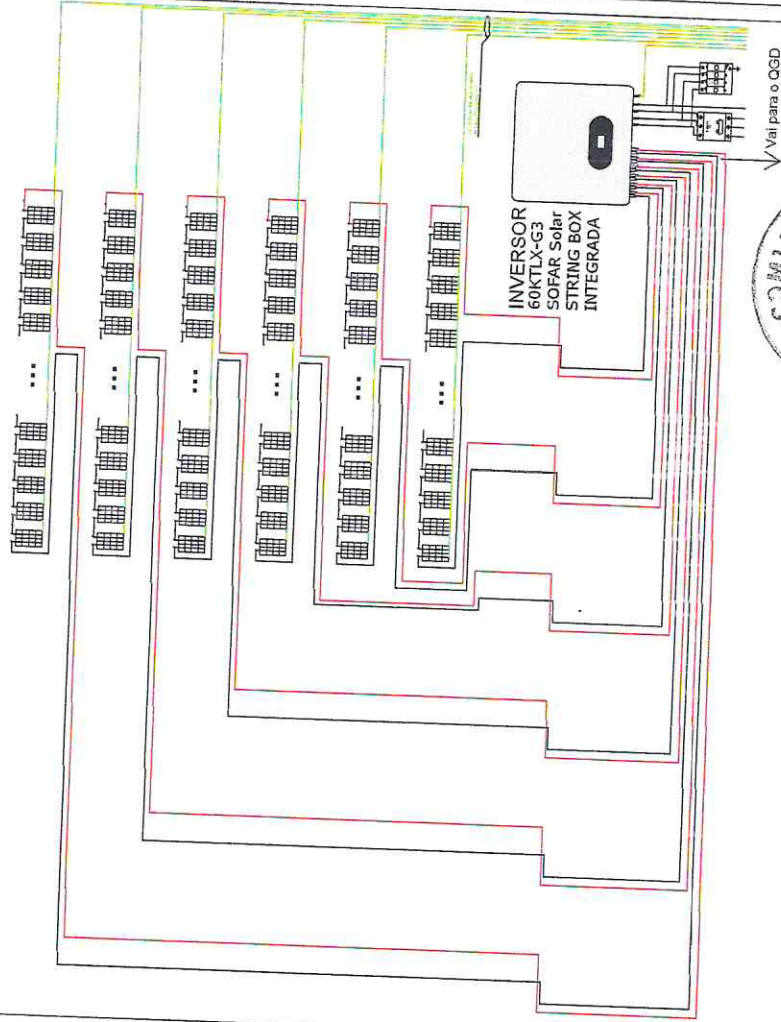 INVERSOR
60KTLX-G3
SOFAR Solar
STRING BOX
INTEGRADA
Vai para o QGD